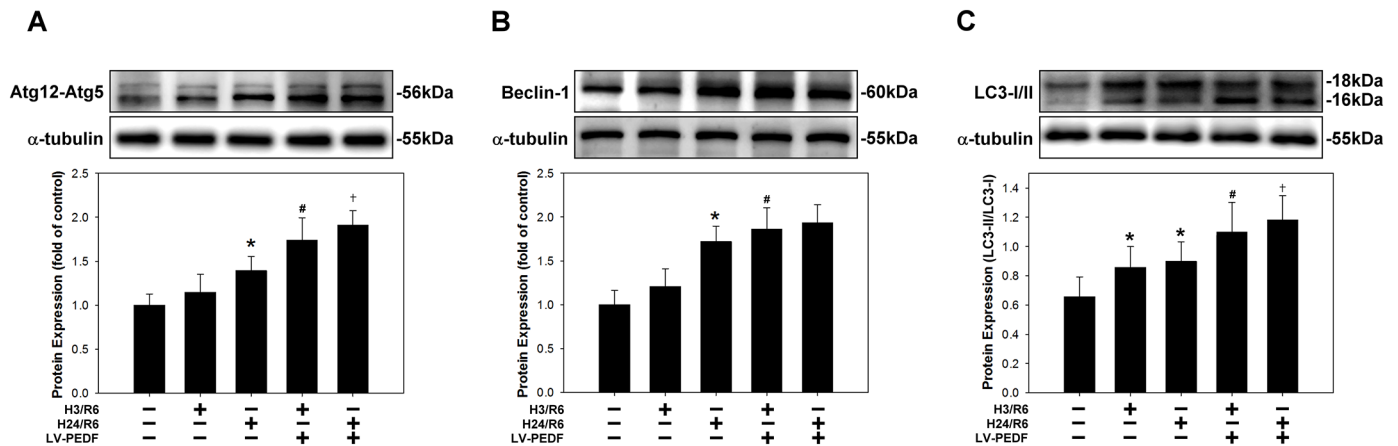 A
Atg12-Atg5 -56kDa
α-tubulin -55kDa
Protein Expression (fold of control)
2.5
2.0
1.5
1.0
0.5
0.0
* # †
H3/R6 − + − + −
H24/R6 − − + − +
LV-PEDF − − − + +
B
Beclin-1 -60kDa
α-tubulin -55kDa
Protein Expression (fold of control)
2.5
2.0
1.5
1.0
0.5
0.0
* #
H3/R6 − + − + −
H24/R6 − − + − +
LV-PEDF − − − + +
C
LC3-I/II -18kDa
-16kDa
α-tubulin -55kDa
Protein Expression (LC3-II/LC3-I)
1.4
1.2
1.0
0.8
0.6
0.4
0.2
0.0
* * # †
H3/R6 − + − + −
H24/R6 − − + − +
LV-PEDF − − − + +